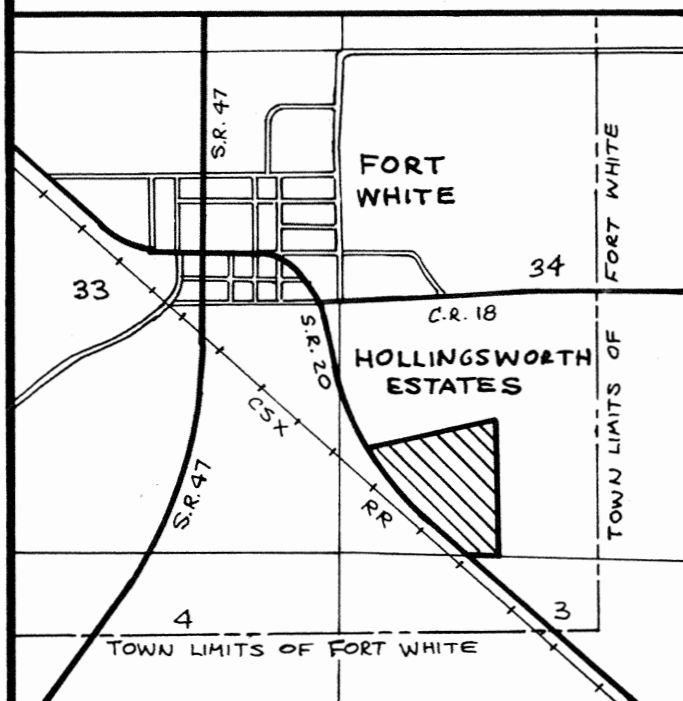 S.R. 47
FORT
WHITE
TOWN LIMITS OF FORT WHITE
34
33
C.R. 18
S.R. 20
HOLLINGSWORTH
ESTATES
CSX
RR
S.R. 47
4
3
TOWN LIMITS OF FORT WHITE